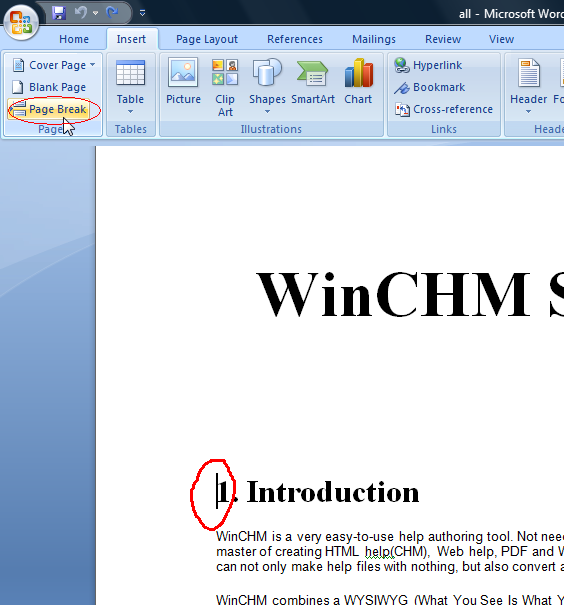 all - Microsoft Word
Home Insert Page Layout References Mailings Review View
Cover Page
Blank Page
Page Break
Table
Picture
Clip Art
Shapes
SmartArt
Chart
Hyperlink
Bookmark
Cross-reference
Header
Tables
Illustrations
Links
Heade
WinCHM S
1. Introduction
WinCHM is a very easy-to-use help authoring tool. Not nee
master of creating HTML help(CHM), Web help, PDF and W
can not only make help files with nothing, but also convert a
WinCHM combines a WYSIWYG (What You See Is What Y